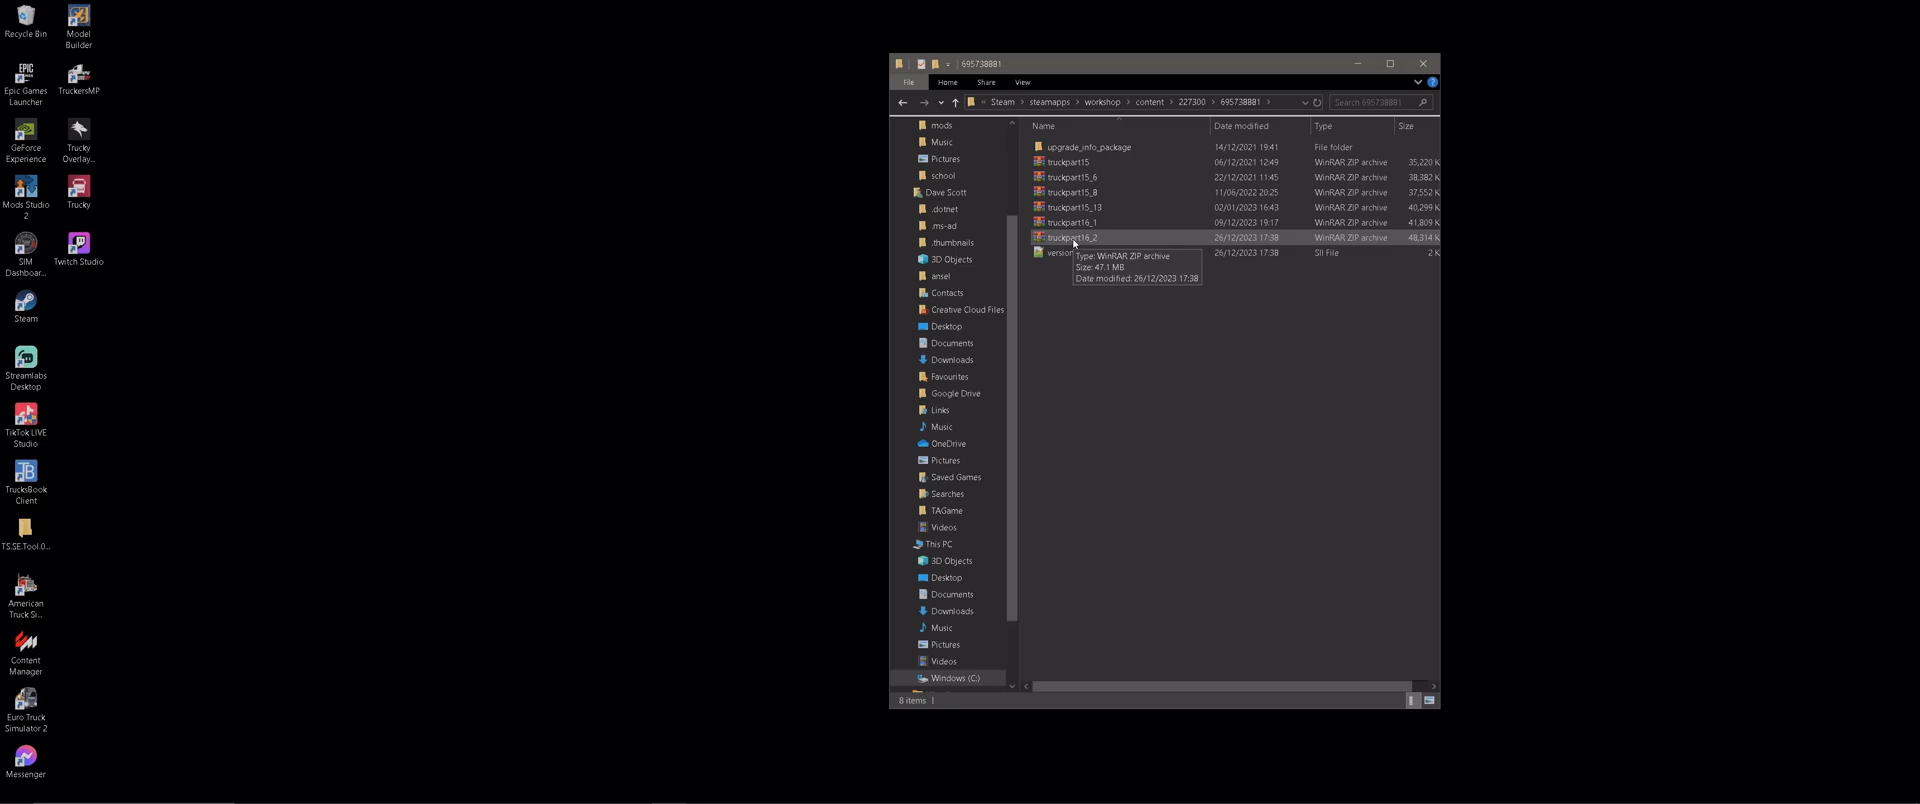 Recycle Bin
Model
Builder
Epic Games
Launcher
TruckersMP
GeForce
Experience
Trucky
Overlay...
Mods Studio
2
Trucky
SIM
Dashboar...
Twitch Studio
Steam
Streamlabs
Desktop
TikTok LIVE
Studio
TrucksBook
Client
TS.SE.Tool.0...
American
Truck Si...
Content
Manager
Euro Truck
Simulator 2
Messenger
695738881
File Home Share View
« Steam › steamapps › workshop › content › 227300 › 695738881 ›
Search 695738881
mods
Music
Pictures
school
Dave Scott
.dotnet
.ms-ad
.thumbnails
3D Objects
ansel
Contacts
Creative Cloud Files
Desktop
Documents
Downloads
Favourites
Google Drive
Links
Music
OneDrive
Pictures
Saved Games
Searches
TAGame
Videos
This PC
3D Objects
Desktop
Documents
Downloads
Music
Pictures
Videos
Windows (C:)
Name Date modified Type Size
upgrade_info_package 14/12/2021 19:41 File folder
truckpart15 06/12/2021 12:49 WinRAR ZIP archive 35,220 K
truckpart15_6 22/12/2021 11:45 WinRAR ZIP archive 38,382 K
truckpart15_8 11/06/2022 20:25 WinRAR ZIP archive 37,552 K
truckpart15_13 02/01/2023 16:43 WinRAR ZIP archive 40,299 K
truckpart16_1 09/12/2023 19:17 WinRAR ZIP archive 41,809 K
truckpart16_2 26/12/2023 17:38 WinRAR ZIP archive 48,314 K
version 26/12/2023 17:38 SII File 2 K
Type: WinRAR ZIP archive
Size: 47.1 MB
Date modified: 26/12/2023 17:38
8 items